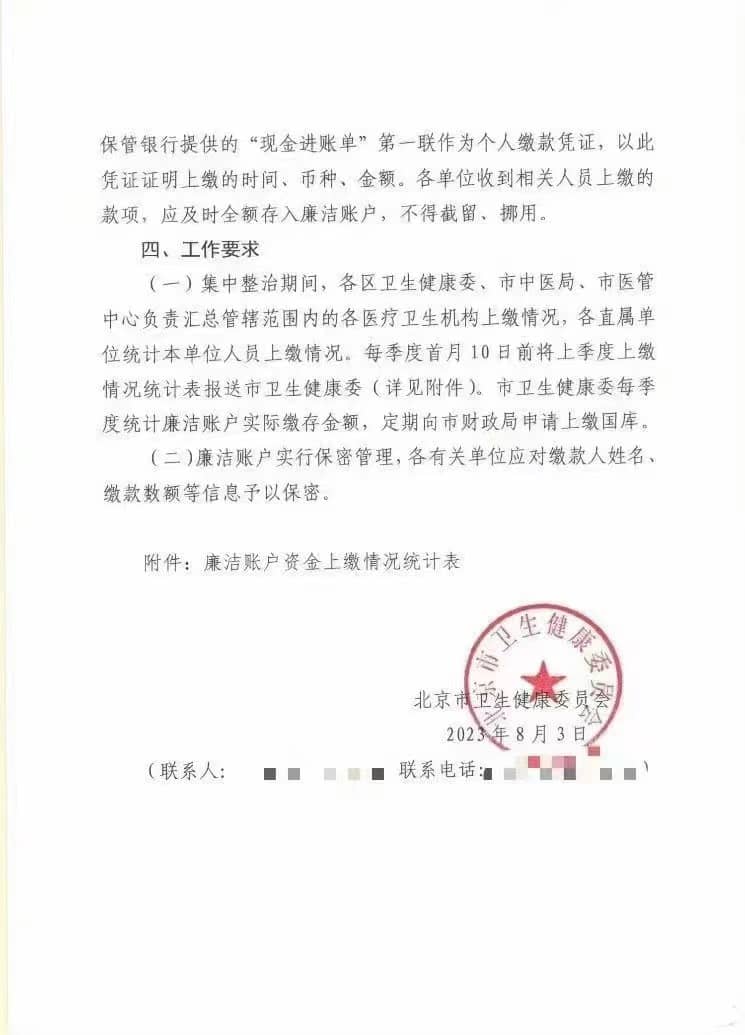 保管银行提供的“现金进账单”第一联作为个人缴款凭证，以此
凭证证明上缴的时间、币种、金额。各单位收到相关人员上缴的
款项，应及时全额存入廉洁账户，不得截留、挪用。
四、工作要求
（一）集中整治期间，各区卫生健康委、市中医局、市医管
中心负责汇总管辖范围内的各医疗卫生机构上缴情况，各直属单
位统计本单位人员上缴情况。每季度首月10日前将上季度上缴
情况统计表报送市卫生健康委（详见附件）。市卫生健康委每季
度统计廉洁账户实际缴存金额，定期向市财政局申请上缴国库。
（二）廉洁账户实行保密管理，各有关单位应对缴款人姓名、
缴款数额等信息予以保密。
附件：廉洁账户资金上缴情况统计表
北京市卫生健康委员会
北京市卫生健康委员会
2023年8月3日
（联系人： 联系电话： ）